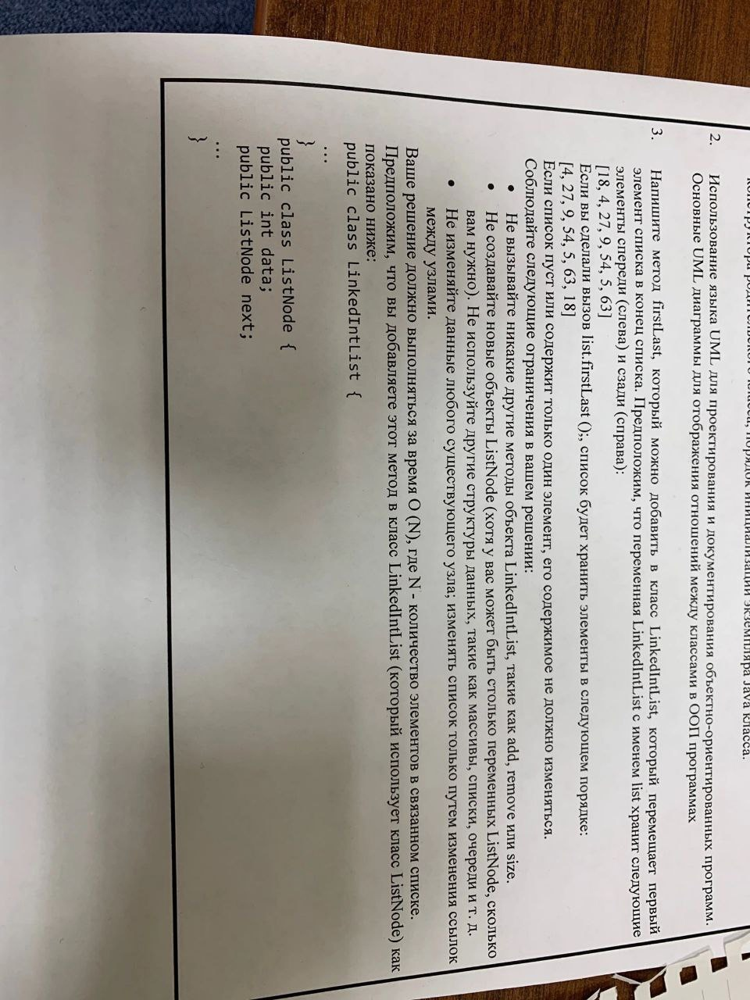 конструктера родительского класса, порядок инициализации экземпляра Java класса.
2. Использование языка UML для проектирования и документирования объектно-ориентированных программ.
Основные UML диаграммы для отображения отношений между классами в ООП программах
3. Напишите метод firstLast, который можно добавить в класс LinkedIntList, который перемещает первый
элемент списка в конец списка. Предположим, что переменная LinkedIntList с именем list хранит следующие
элементы спереди (слева) и сзади (справа):
[18, 4, 27, 9, 54, 5, 63]
Если вы сделали вызов list.firstLast ();, список будет хранить элементы в следующем порядке:
[4, 27, 9, 54, 5, 63, 18]
Если список пуст или содержит только один элемент, его содержимое не должно изменяться.
Соблюдайте следующие ограничения в вашем решении:
• Не вызывайте никакие другие методы объекта LinkedIntList, такие как add, remove или size.
• Не создавайте новые объекты ListNode (хотя у вас может быть столько переменных ListNode, сколько
вам нужно). Не используйте другие структуры данных, такие как массивы, списки, очереди и т. д.
• Не изменяйте данные любого существующего узла; изменять список только путем изменения ссылок
между узлами.
Ваше решение должно выполняться за время O (N), где N - количество элементов в связанном списке.
Предположим, что вы добавляете этот метод в класс LinkedIntList (который использует класс ListNode) как
показано ниже:
public class LinkedIntList {
...
}
public class ListNode {
public int data;
public ListNode next;
...
}